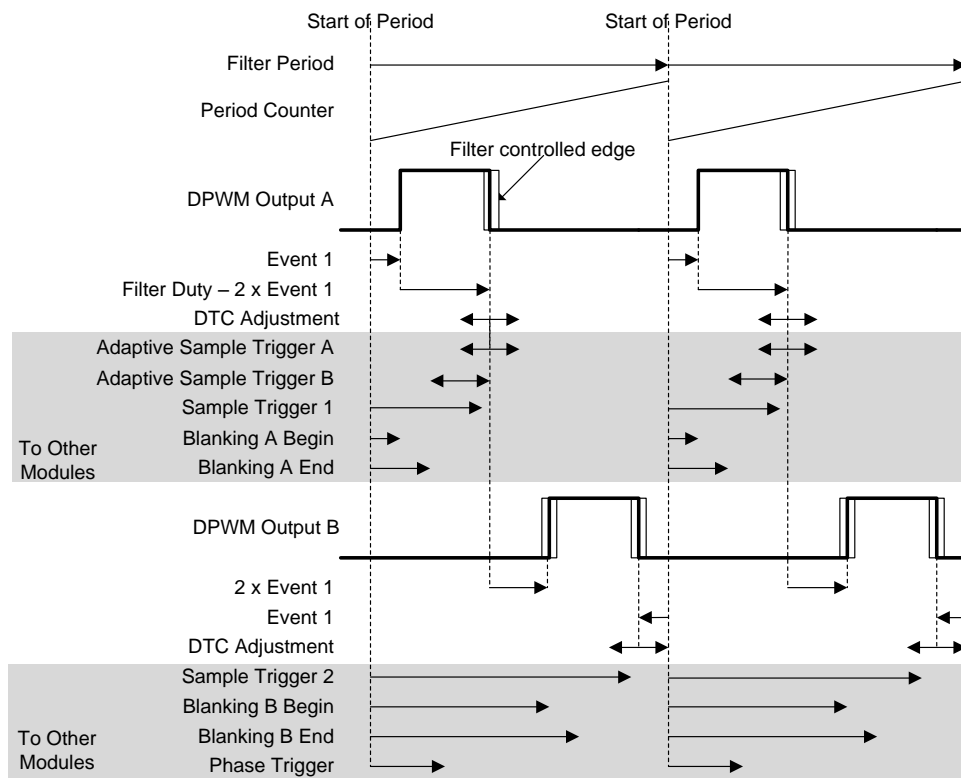 Start of Period Start of Period
Filter Period
Period Counter
Filter controlled edge
DPWM Output A
Event 1
Filter Duty – 2 x Event 1
DTC Adjustment
Adaptive Sample Trigger A
Adaptive Sample Trigger B
Sample Trigger 1
Blanking A Begin
Blanking A End
To Other
Modules
DPWM Output B
2 x Event 1
Event 1
DTC Adjustment
Sample Trigger 2
Blanking B Begin
Blanking B End
Phase Trigger
To Other
Modules